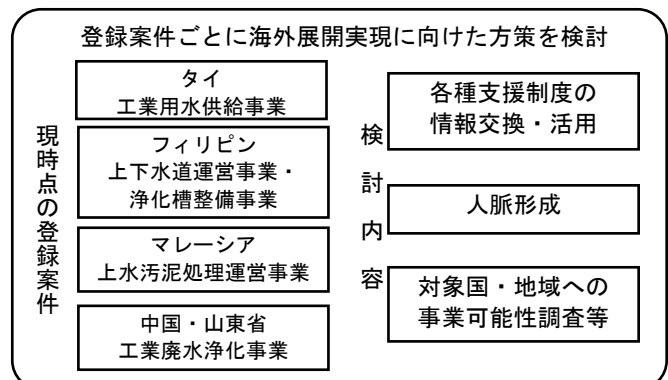 登録案件ごとに海外展開実現に向けた方策を検討
現時点の登録案件
タイ
工業用水供給事業
フィリピン
上下水道運営事業・
浄化槽整備事業
マレーシア
上水汚泥処理運営事業
中国・山東省
工業廃水浄化事業
検討内容
各種支援制度の
情報交換・活用
人脈形成
対象国・地域への
事業可能性調査等